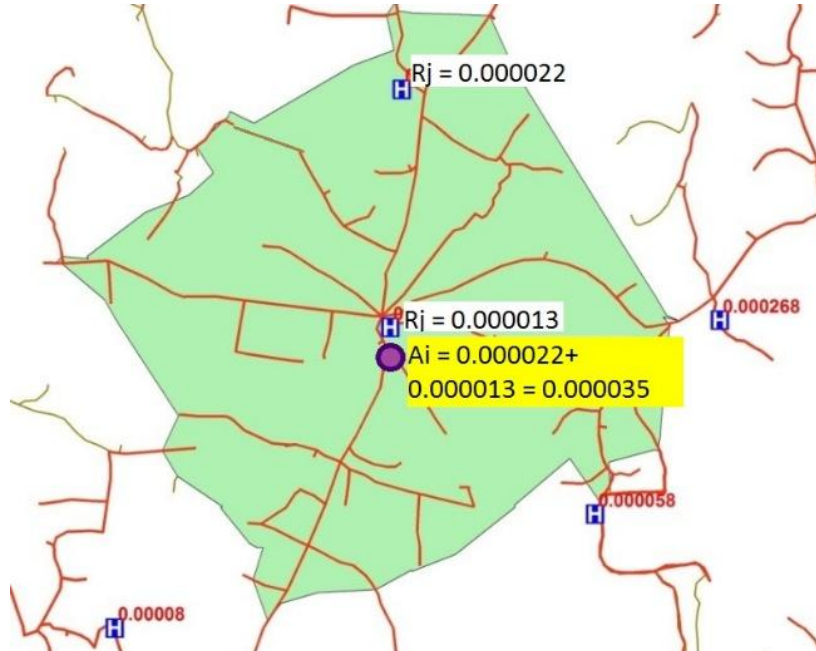 H
Rj = 0.000022
H
0.000268
H
Rj = 0.000013
Ai = 0.000022+
0.000013 = 0.000035
H
0.000058
H
0.00008